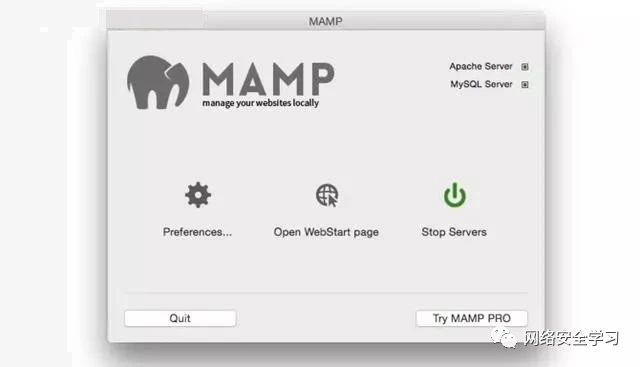 MAMP
MAMP
manage your websites locally
Apache Server
MySQL Server
Preferences...
Open WebStart page
Stop Servers
Quit
Try MAMP PRO
网络安全学习